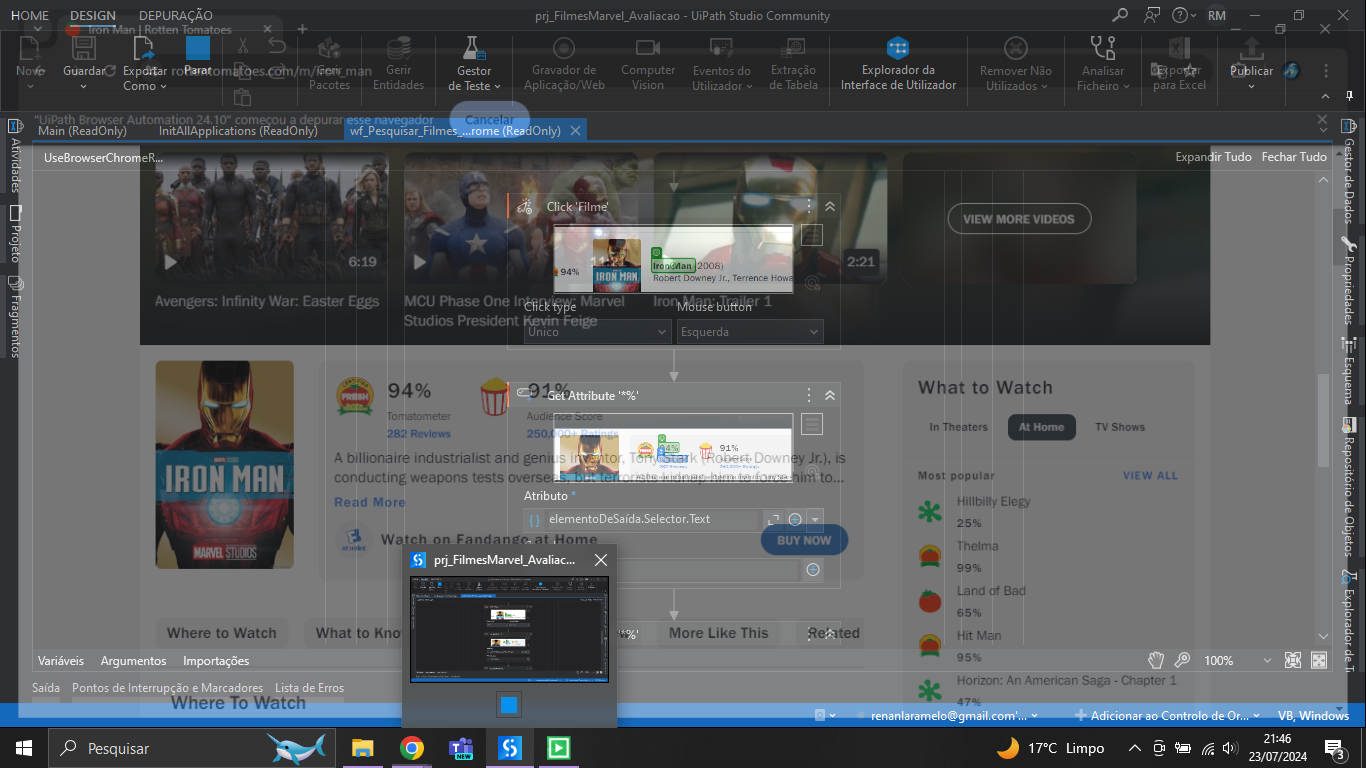 HOME DESIGN DEPURAÇÃO
prj_FilmesMarvel_Avaliacao - UiPath Studio Community
RM
Iron Man | Rotten Tomatoes
Novo
Guardar
Exportar
Como
Parar
Gerir
Pacotes
Gerir
Entidades
Gestor
de Teste
Gravador de
Aplicação/Web
Computer
Vision
Eventos do
Utilizador
Extração
de Tabela
Explorador da
Interface de Utilizador
Remover Não
Utilizados
Analisar
Ficheiro
Exportar
para Excel
Publicar
rottentomatoes.com/m/iron_man
"UiPath Browser Automation 24.10" começou a depurar esse navegador
Cancelar
Main (ReadOnly)
InitAllApplications (ReadOnly)
wf_Pesquisar_Filmes_...rome (ReadOnly)
UseBrowserChromeR...
Expandir Tudo
Fechar Tudo
Atividades
Projeto
Fragmentos
Gestor de Dados
Propriedades
Esquema
Repositório de Objetos
Explorador de Ti
Click 'Filme'
94%
Iron Man (2008)
Robert Downey Jr., Terrence Howa
Click type
Único
Mouse button
Esquerda
6:19
Avengers: Infinity War: Easter Eggs
MCU Phase One Interview: Marvel
Studios President Kevin Feige
2:21
Iron Man: Trailer 1
VIEW MORE VIDEOS
IRON MAN
MARVEL STUDIOS
94%
Tomatometer
282 Reviews
91%
Audience Score
250,000+ Ratings
A billionaire industrialist and genius inventor, Tony Stark (Robert Downey Jr.), is
conducting weapons tests overseas, but terrorists kidnap him to force him to...
Read More
Watch on Fandango at Home
BUY NOW
Get Attribute '*%'
94%
91%
Atributo *
elementoDeSaída.Selector.Text
'*%'
What to Watch
In Theaters
At Home
TV Shows
Most popular
VIEW ALL
Hillbilly Elegy
25%
Thelma
99%
Land of Bad
65%
Hit Man
95%
Horizon: An American Saga - Chapter 1
47%
Where to Watch
What to Know
More Like This
Related
Where To Watch
prj_FilmesMarvel_Avaliac...
Variáveis
Argumentos
Importações
100%
Saída
Pontos de Interrupção e Marcadores
Lista de Erros
renanlaramelo@gmail.com'...
Adicionar ao Controlo de Or...
VB, Windows
Pesquisar
NEW
17°C Limpo
21:46
23/07/2024
3